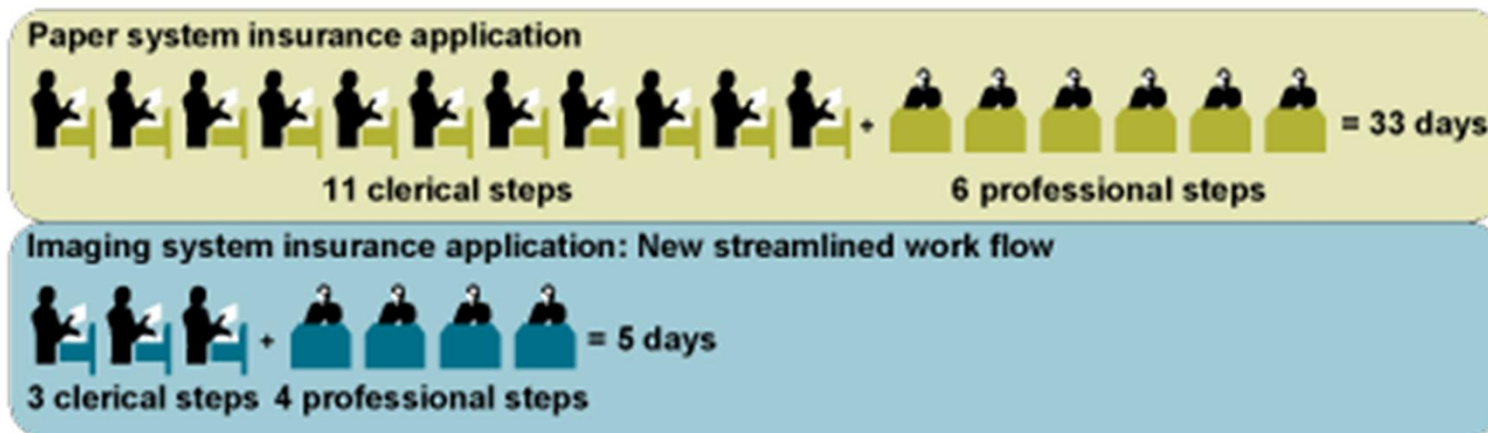 Paper system insurance application
+ = 33 days
11 clerical steps 6 professional steps
Imaging system insurance application: New streamlined work flow
+ = 5 days
3 clerical steps 4 professional steps